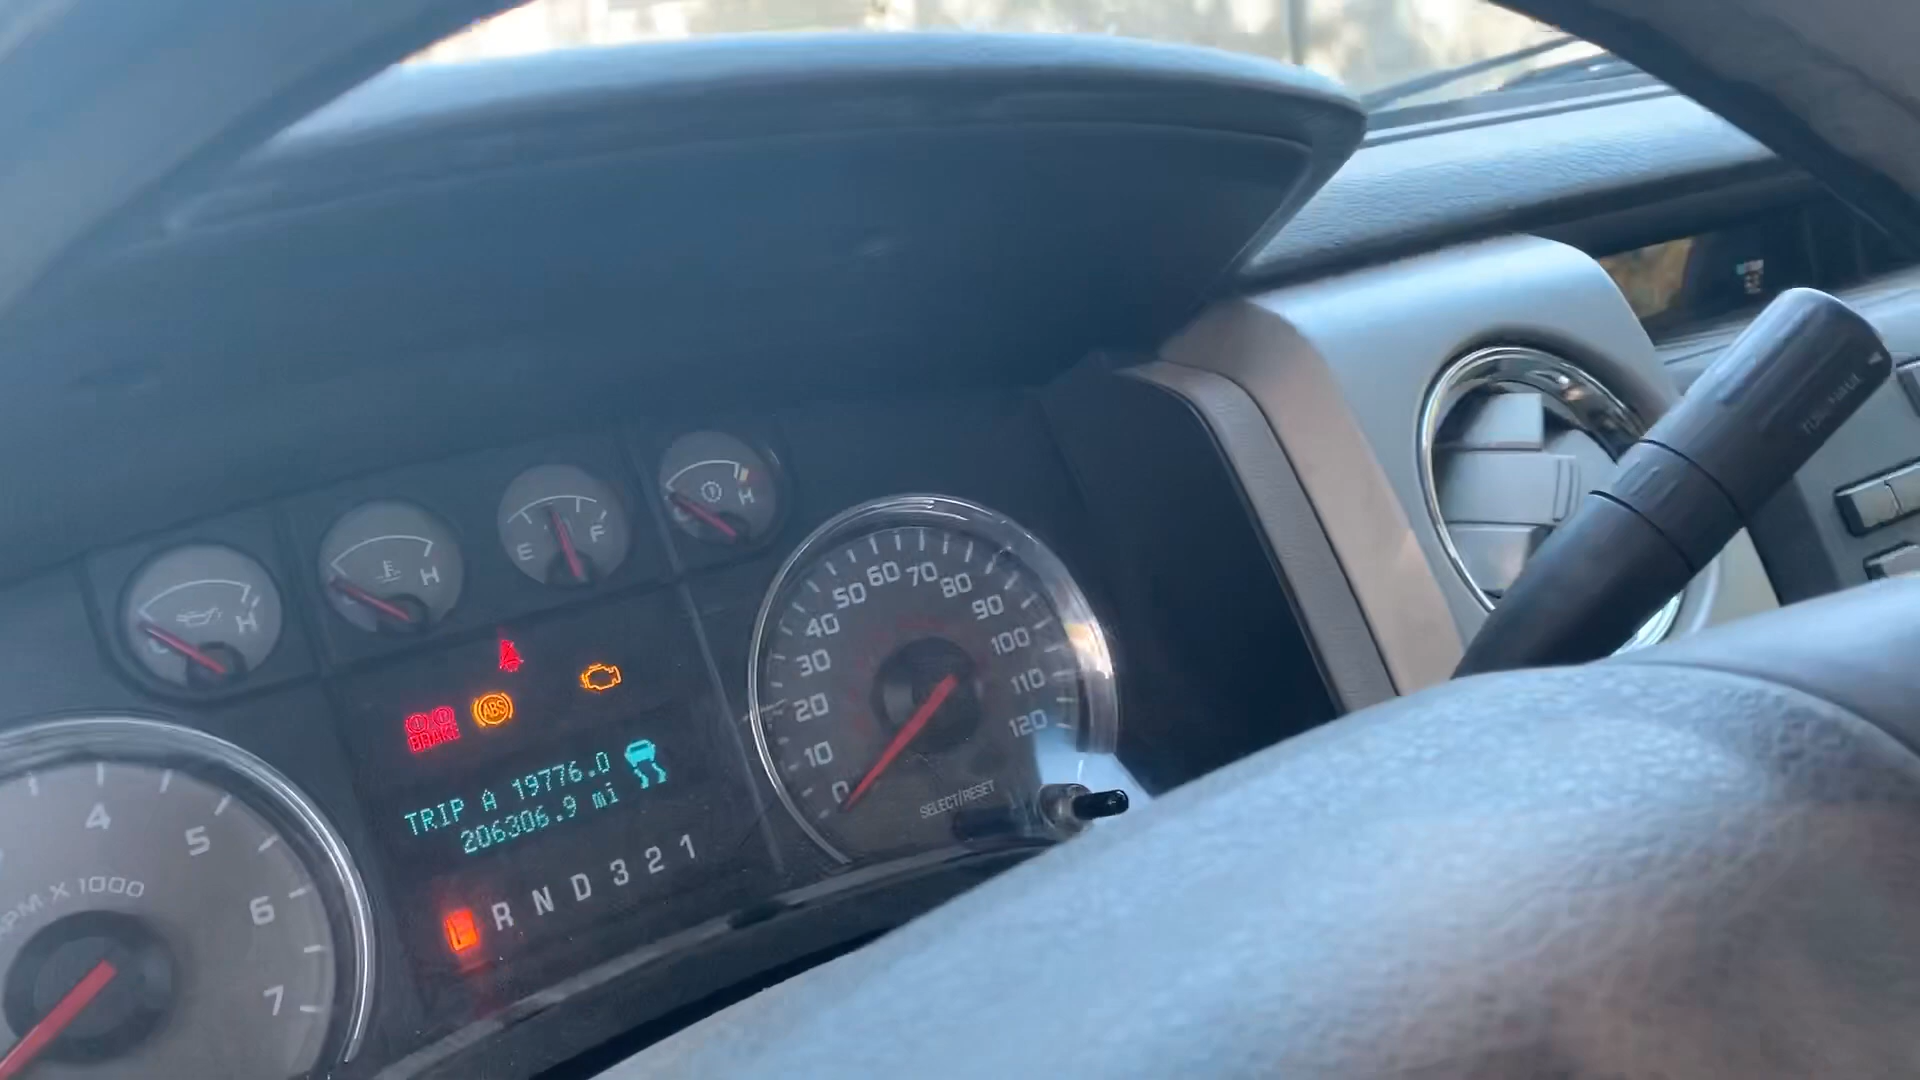 H
H
E F
H
BRAKE
ABS
TRIP A 19776.0
206306.9 mi
P R N D 3 2 1
4
5
6
7
RPM X 1000
0
10
20
30
40
50
60
70
80
90
100
110
120
SELECT/RESET